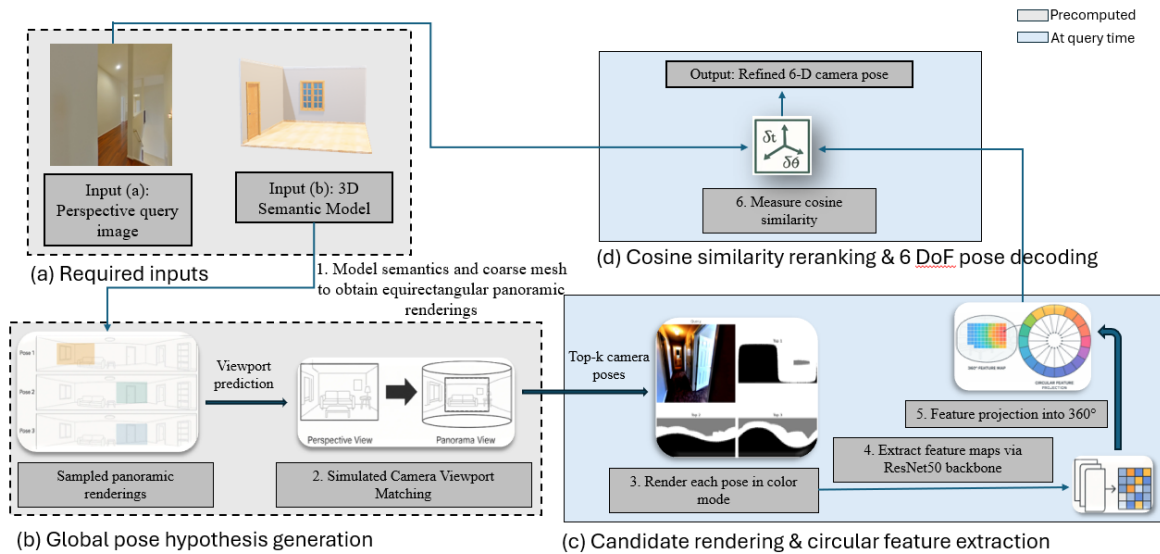 Precomputed
At query time
Input (a):
Perspective query
image
Input (b): 3D
Semantic Model
(a) Required inputs
Output: Refined 6-D camera pose
δt
δθ
6. Measure cosine
similarity
(d) Cosine similarity reranking & 6 DoF pose decoding
1. Model semantics and coarse mesh
to obtain equirectangular panoramic
renderings
Pose 1
Pose 2
Pose 3
Viewport
prediction
Perspective View
Panorama View
Sampled panoramic
renderings
2. Simulated Camera Viewport
Matching
(b) Global pose hypothesis generation
Top-k camera
poses
3. Render each pose in color
mode
4. Extract feature maps via
ResNet50 backbone
360° FEATURE MAP
CIRCULAR FEATURE
PROJECTION
5. Feature projection into 360°
(c) Candidate rendering & circular feature extraction